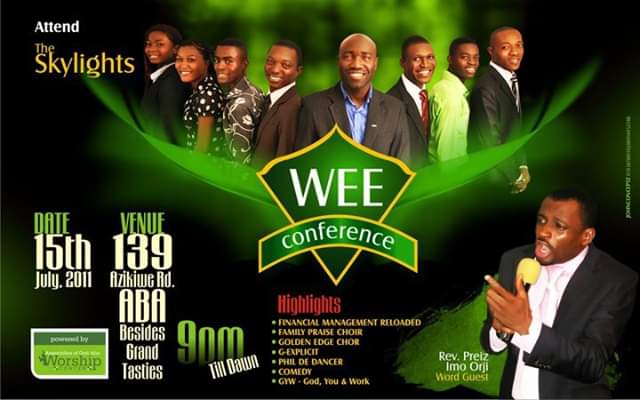 Attend
The
Skylights
WEE
conference
DATE
15th
July, 2011
VENUE
139
Azikiwe Rd.
ABA
Besides
Grand
Tasties
9pm
Till Dawn
Highlights
• FINANCIAL MANAGEMENT RELOADED
• FAMILY PRAISE CHOIR
• GOLDEN EDGE CHOIR
• G-EXPLICIT
• PHIL DE DANCER
• COMEDY
• GYW - God, You & Work
Rev. Preiz
Imo Orji
Word Guest
powered by
Worship